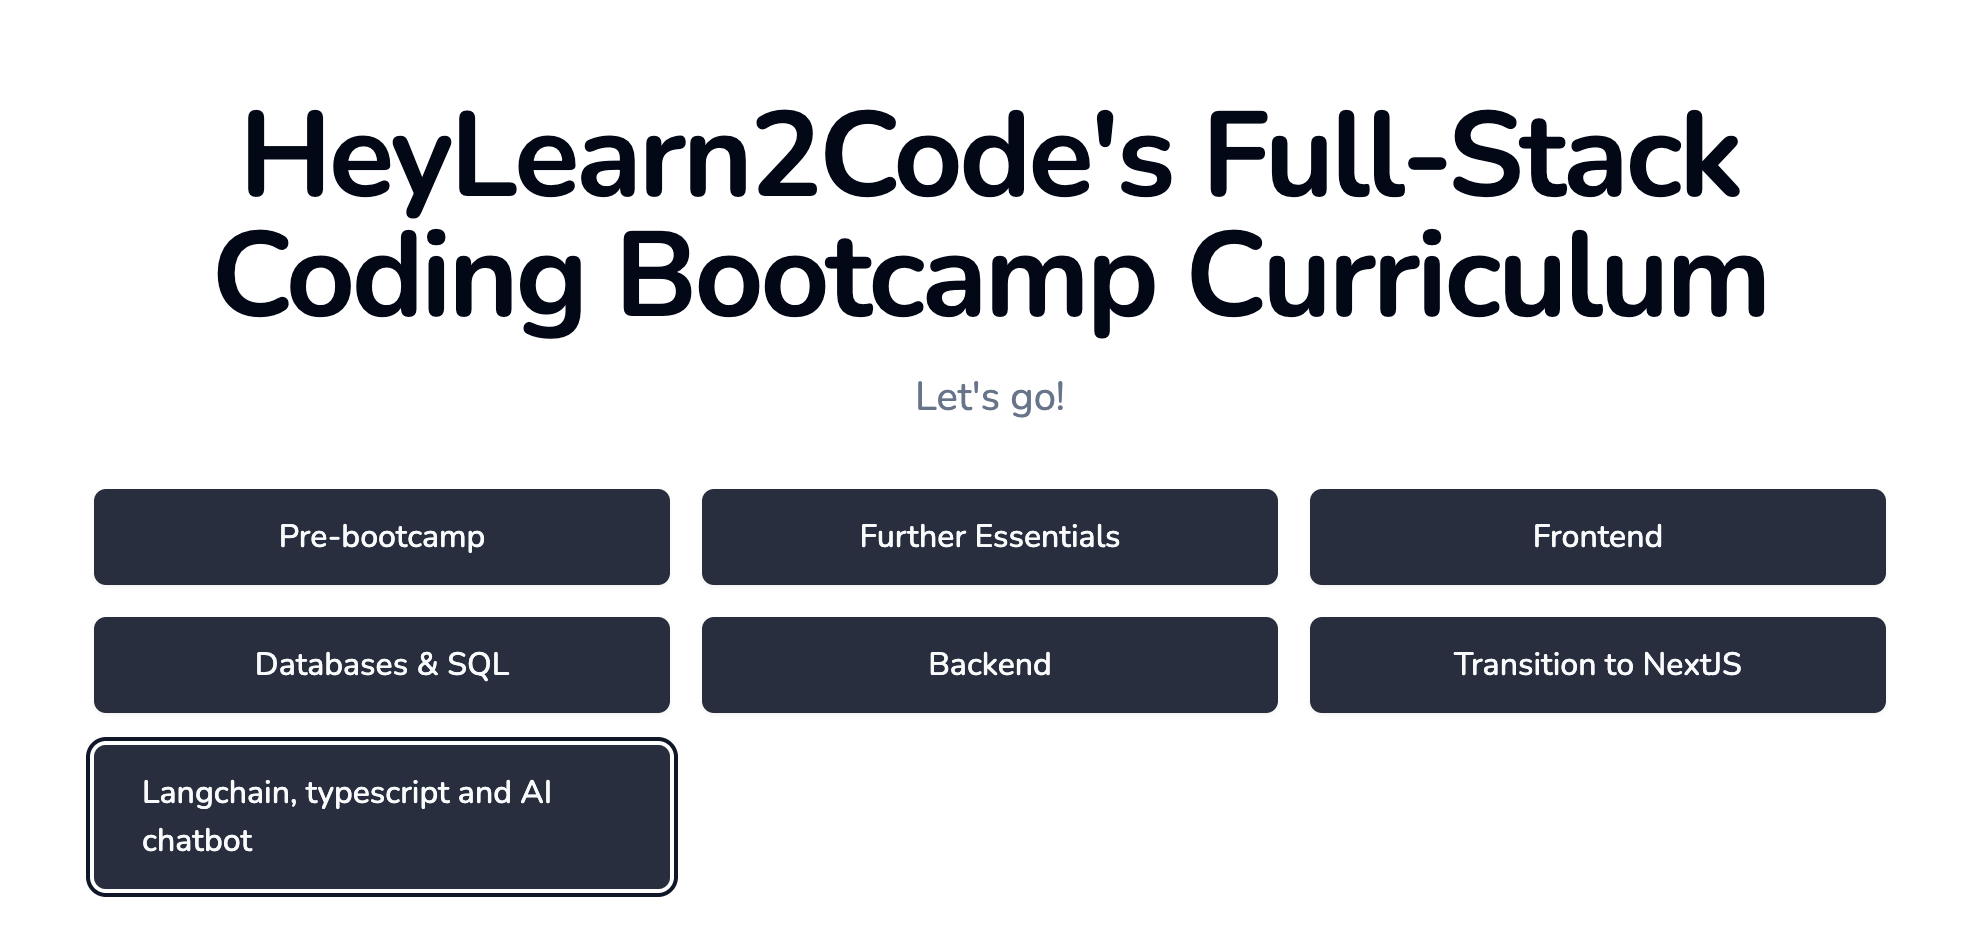 HeyLearn2Code's Full-Stack
Coding Bootcamp Curriculum
Let's go!
Pre-bootcamp
Further Essentials
Frontend
Databases & SQL
Backend
Transition to NextJS
Langchain, typescript and AI
chatbot